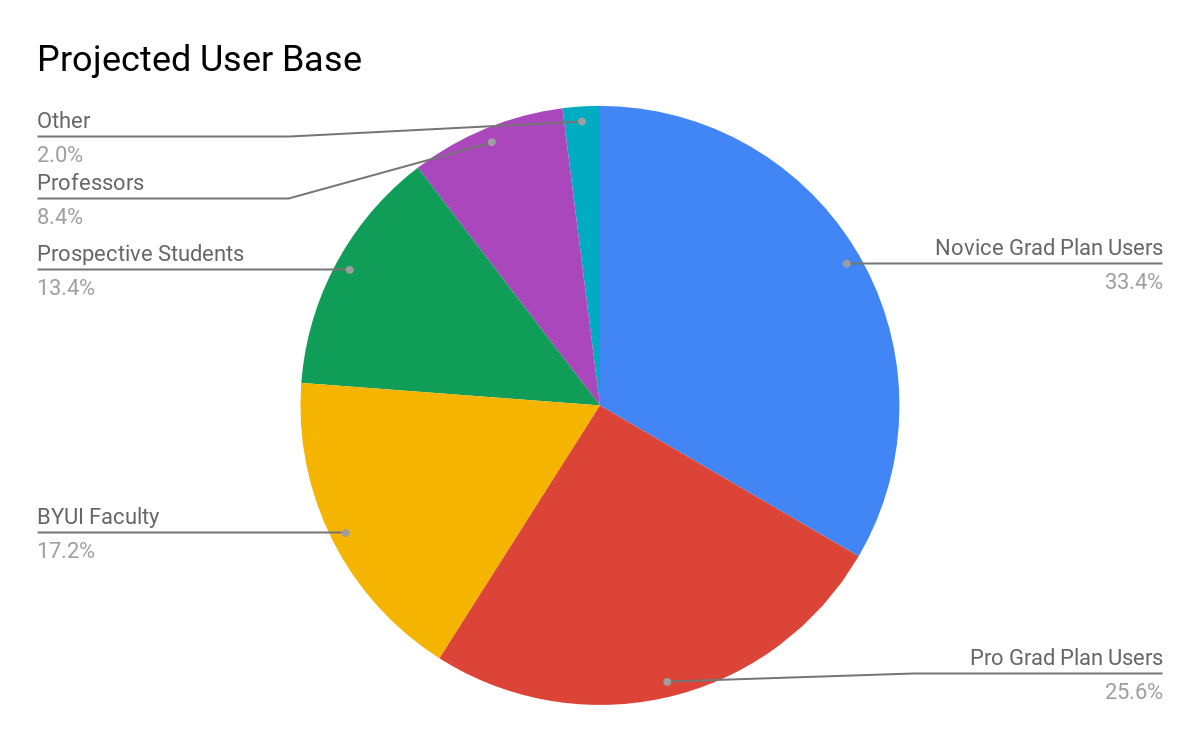 Projected User Base
Other
2.0%
Professors
8.4%
Prospective Students
13.4%
BYUI Faculty
17.2%
Novice Grad Plan Users
33.4%
Pro Grad Plan Users
25.6%